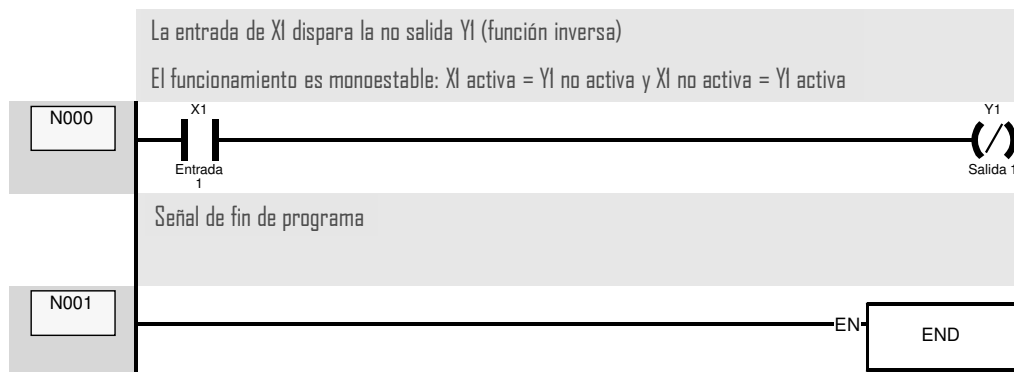 La entrada de X1 dispara la no salida Y1 (función inversa)
El funcionamiento es monoestable: X1 activa = Y1 no activa y X1 no activa = Y1 activa
N000
X1
Entrada
1
Y1
Salida 1
Señal de fin de programa
N001
EN
END